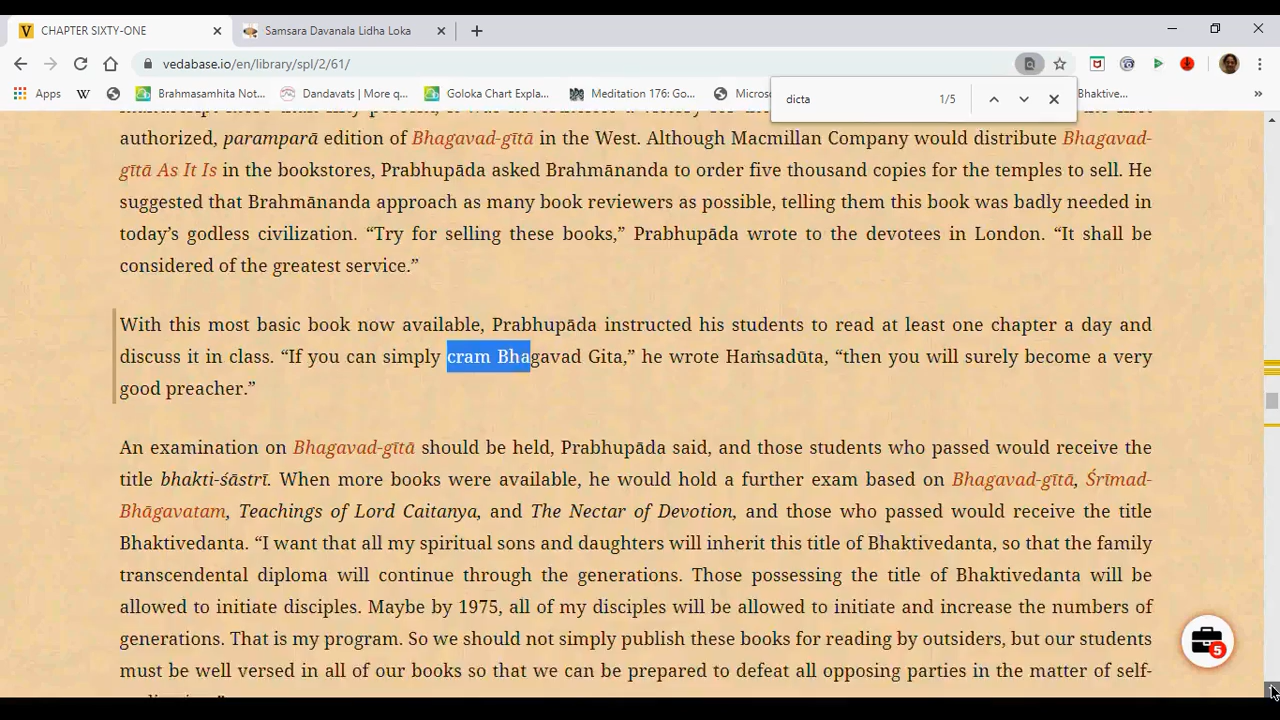 CHAPTER SIXTY-ONE
Samsara Davanala Lidha Loka
vedabase.io/en/library/spl/2/61/
Apps
Brahmasamhita Not...
Dandavats | More q...
Goloka Chart Expla...
Meditation 176: Go...
Micros
Bhaktive...
dicta 1/5
authorized, paramparā edition of Bhagavad-gītā in the West. Although Macmillan Company would distribute Bhagavad-
gītā As It Is in the bookstores, Prabhupāda asked Brahmānanda to order five thousand copies for the temples to sell. He
suggested that Brahmānanda approach as many book reviewers as possible, telling them this book was badly needed in
today’s godless civilization. “Try for selling these books,” Prabhupāda wrote to the devotees in London. “It shall be
considered of the greatest service.”
With this most basic book now available, Prabhupāda instructed his students to read at least one chapter a day and
discuss it in class. “If you can simply cram Bhagavad Gita,” he wrote Haṁsadūta, “then you will surely become a very
good preacher.”
An examination on Bhagavad-gītā should be held, Prabhupāda said, and those students who passed would receive the
title bhakti-śāstrī. When more books were available, he would hold a further exam based on Bhagavad-gītā, Śrīmad-
Bhāgavatam, Teachings of Lord Caitanya, and The Nectar of Devotion, and those who passed would receive the title
Bhaktivedanta. “I want that all my spiritual sons and daughters will inherit this title of Bhaktivedanta, so that the family
transcendental diploma will continue through the generations. Those possessing the title of Bhaktivedanta will be
allowed to initiate disciples. Maybe by 1975, all of my disciples will be allowed to initiate and increase the numbers of
generations. That is my program. So we should not simply publish these books for reading by outsiders, but our students
must be well versed in all of our books so that we can be prepared to defeat all opposing parties in the matter of self-
5